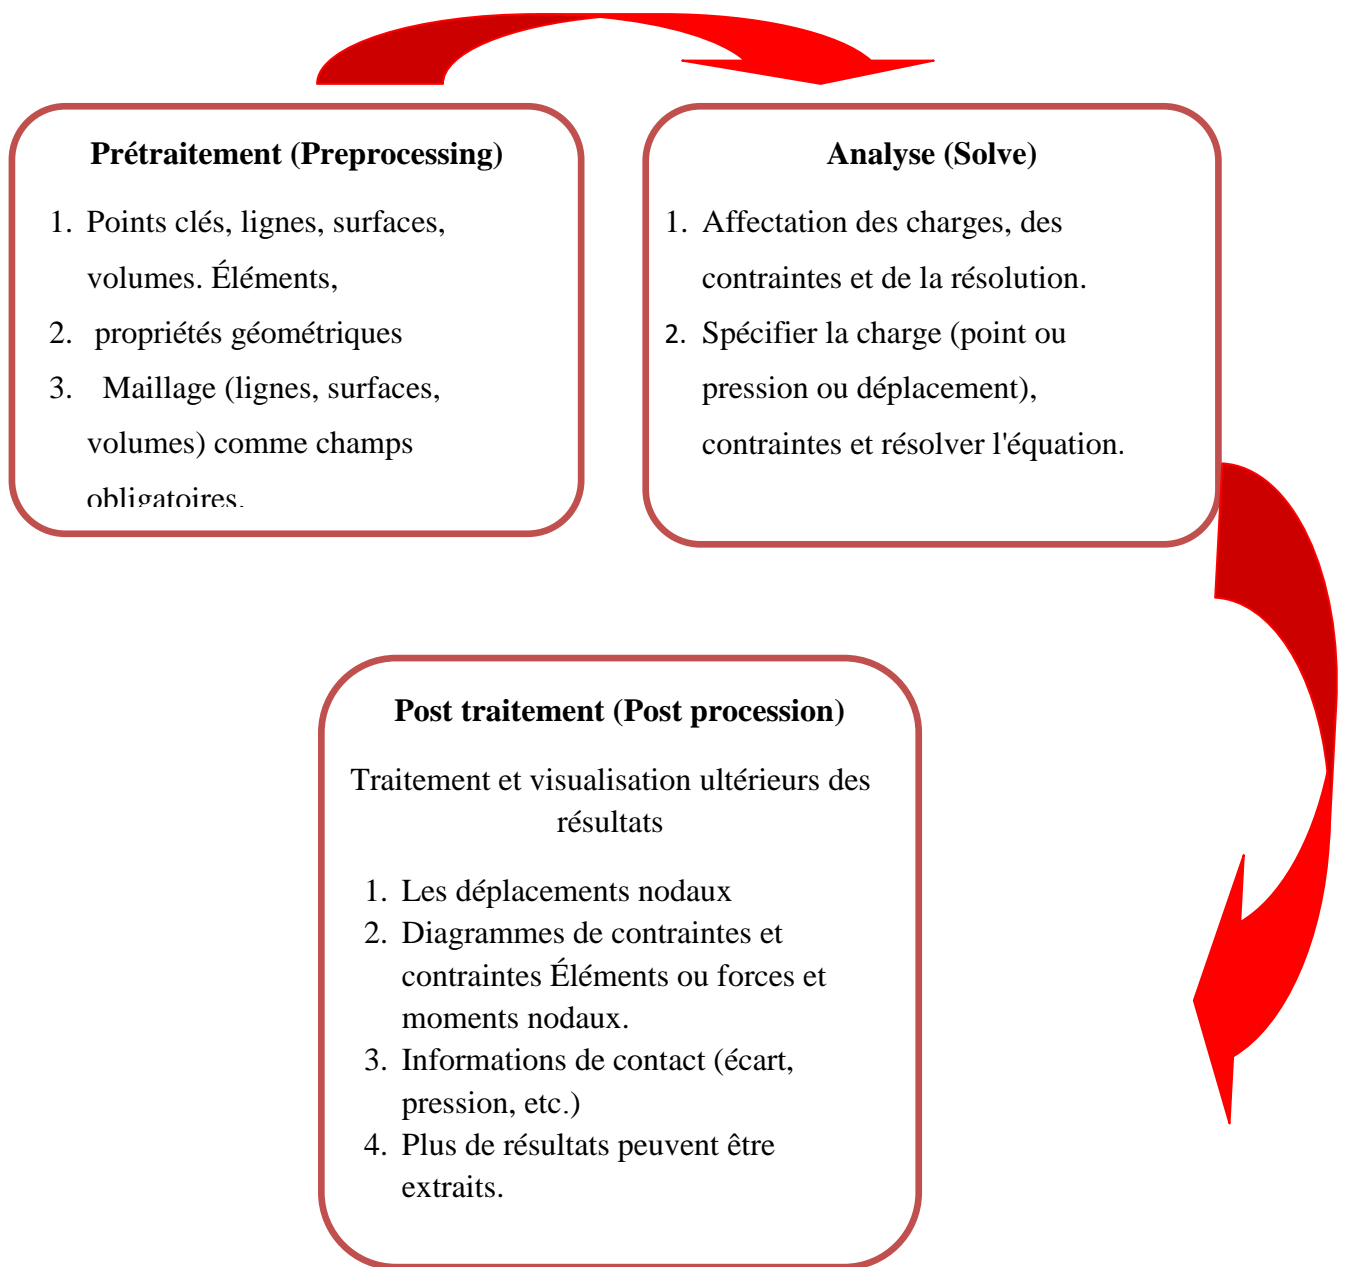 Prétraitement (Preprocessing)
1. Points clés, lignes, surfaces,
volumes. Éléments,
2. propriétés géométriques
3. Maillage (lignes, surfaces,
volumes) comme champs
obligatoires.
Analyse (Solve)
1. Affectation des charges, des
contraintes et de la résolution.
2. Spécifier la charge (point ou
pression ou déplacement),
contraintes et résolver l'équation.
Post traitement (Post procession)
Traitement et visualisation ultérieurs des
résultats
1. Les déplacements nodaux
2. Diagrammes de contraintes et
contraintes Éléments ou forces et
moments nodaux.
3. Informations de contact (écart,
pression, etc.)
4. Plus de résultats peuvent être
extraits.